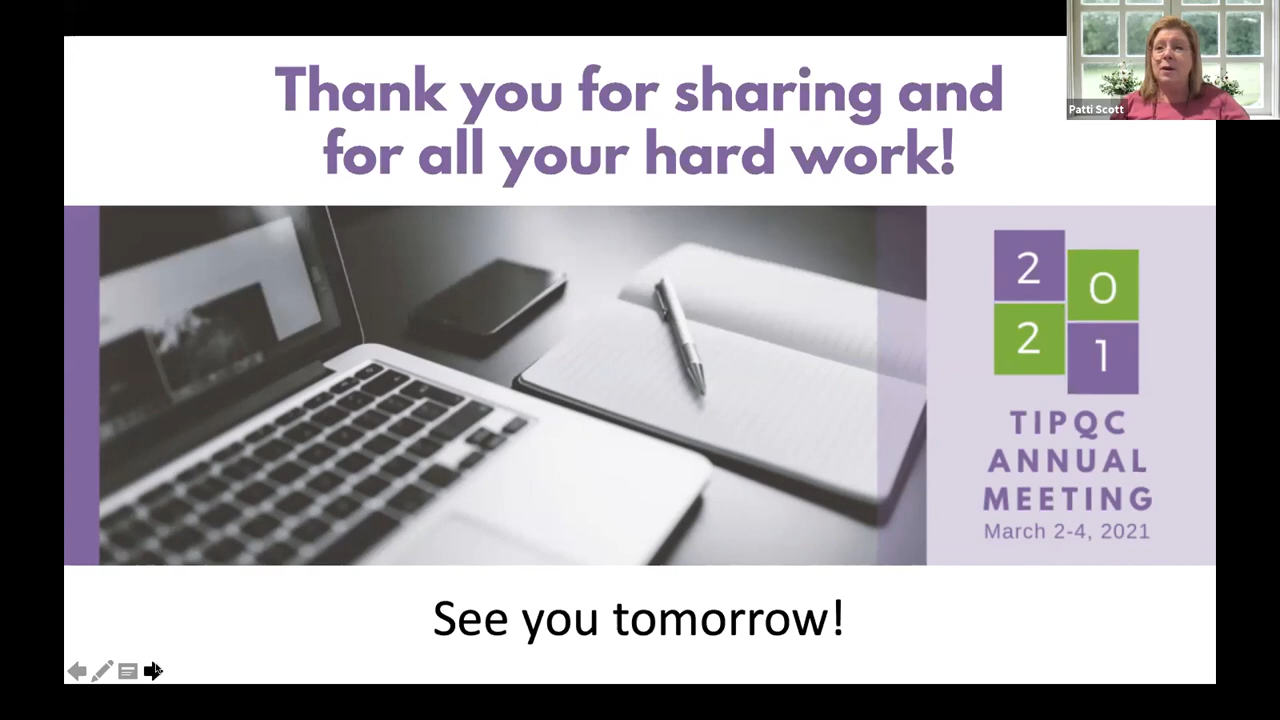 Thank you for sharing and
for all your hard work!
Patti Scott
2
0
2
1
TIPQC
ANNUAL
MEETING
March 2-4, 2021
See you tomorrow!